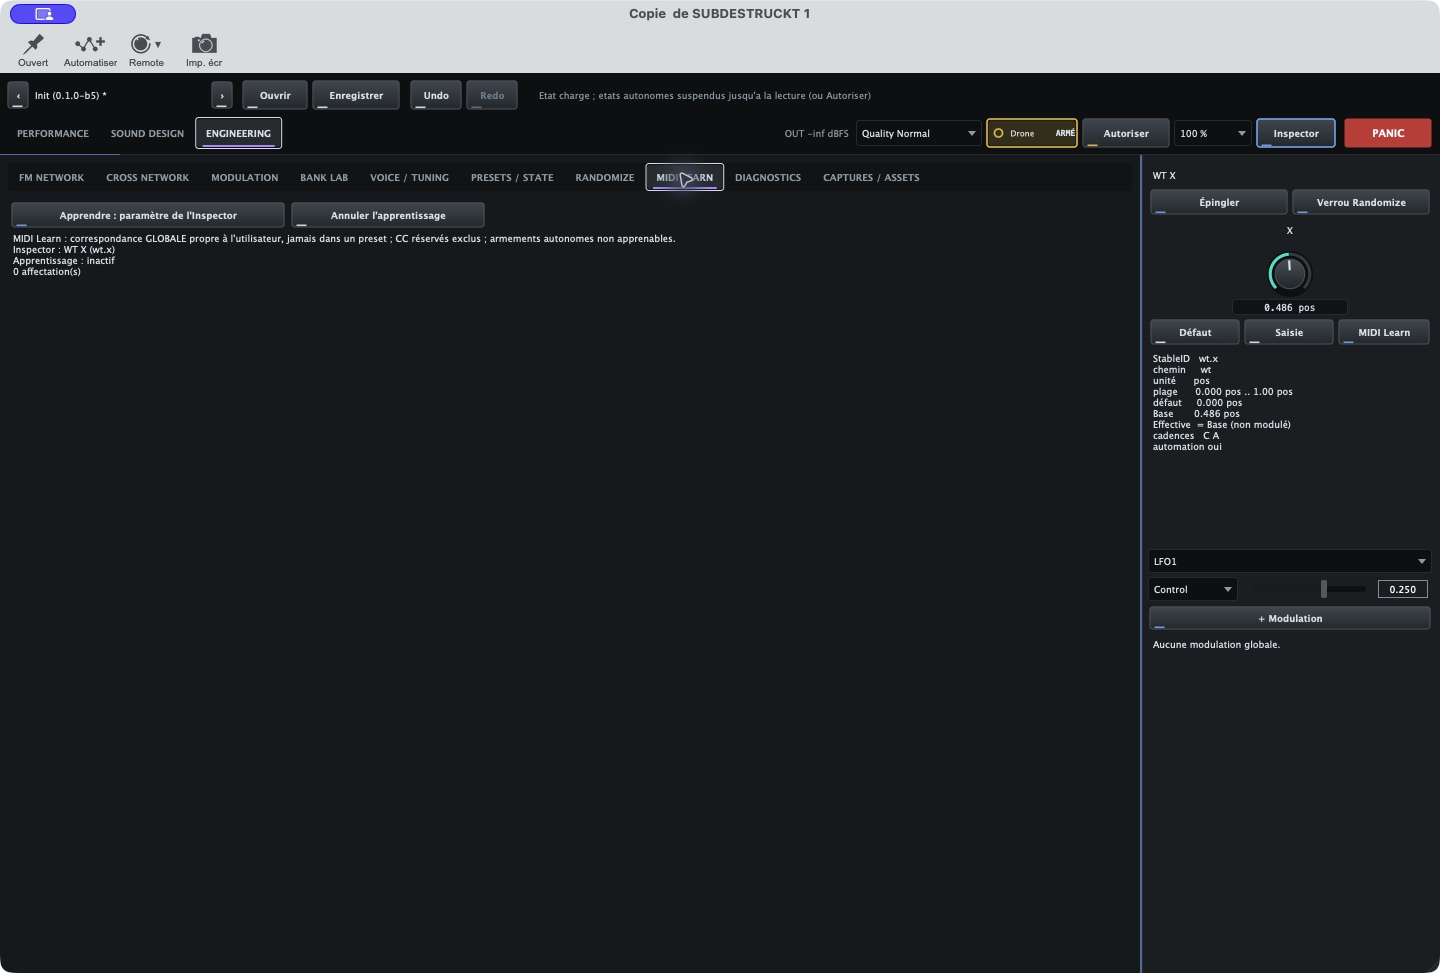 Copie de SUBDESTRUCKT 1
Ouvert Automatiser Remote Imp. écr
‹ Init (0.1.0-b5) * › Ouvrir Enregistrer Undo Redo Etat charge ; etats autonomes suspendus jusqu'a la lecture (ou Autoriser)
PERFORMANCE SOUND DESIGN ENGINEERING OUT -inf dBFS Quality Normal Drone ARMÉ Autoriser 100 % Inspector PANIC
FM NETWORK CROSS NETWORK MODULATION BANK LAB VOICE / TUNING PRESETS / STATE RANDOMIZE DIAGNOSTICS CAPTURES / ASSETS
Apprendre : paramètre de l'Inspector Annuler l'apprentissage
MIDI Learn : correspondance GLOBALE propre à l'utilisateur, jamais dans un preset ; CC réservés exclus ; armements autonomes non apprenables.
Inspector : WT X (wt.x)
Apprentissage : inactif
0 affectation(s)
WT X
Épingler Verrou Randomize
X
0.486 pos
Défaut Saisie MIDI Learn
StableID wt.x
chemin wt
unité pos
plage 0.000 pos .. 1.00 pos
défaut 0.000 pos
Base 0.486 pos
Effective = Base (non modulé)
cadences C A
automation oui
LFO1
Control 0.250
+ Modulation
Aucune modulation globale.